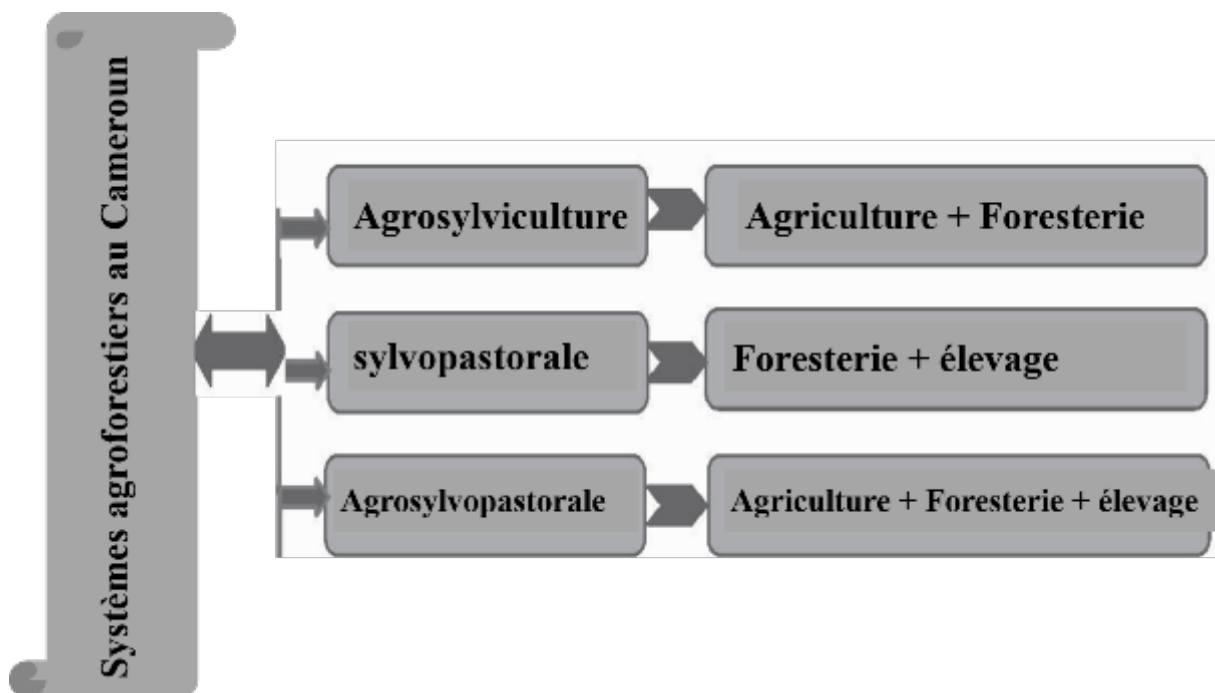 Systèmes agroforestiers au Cameroun
Agrosylviculture
Agriculture + Foresterie
sylvopastorale
Foresterie + élevage
Agrosylvopastorale
Agriculture + Foresterie + élevage